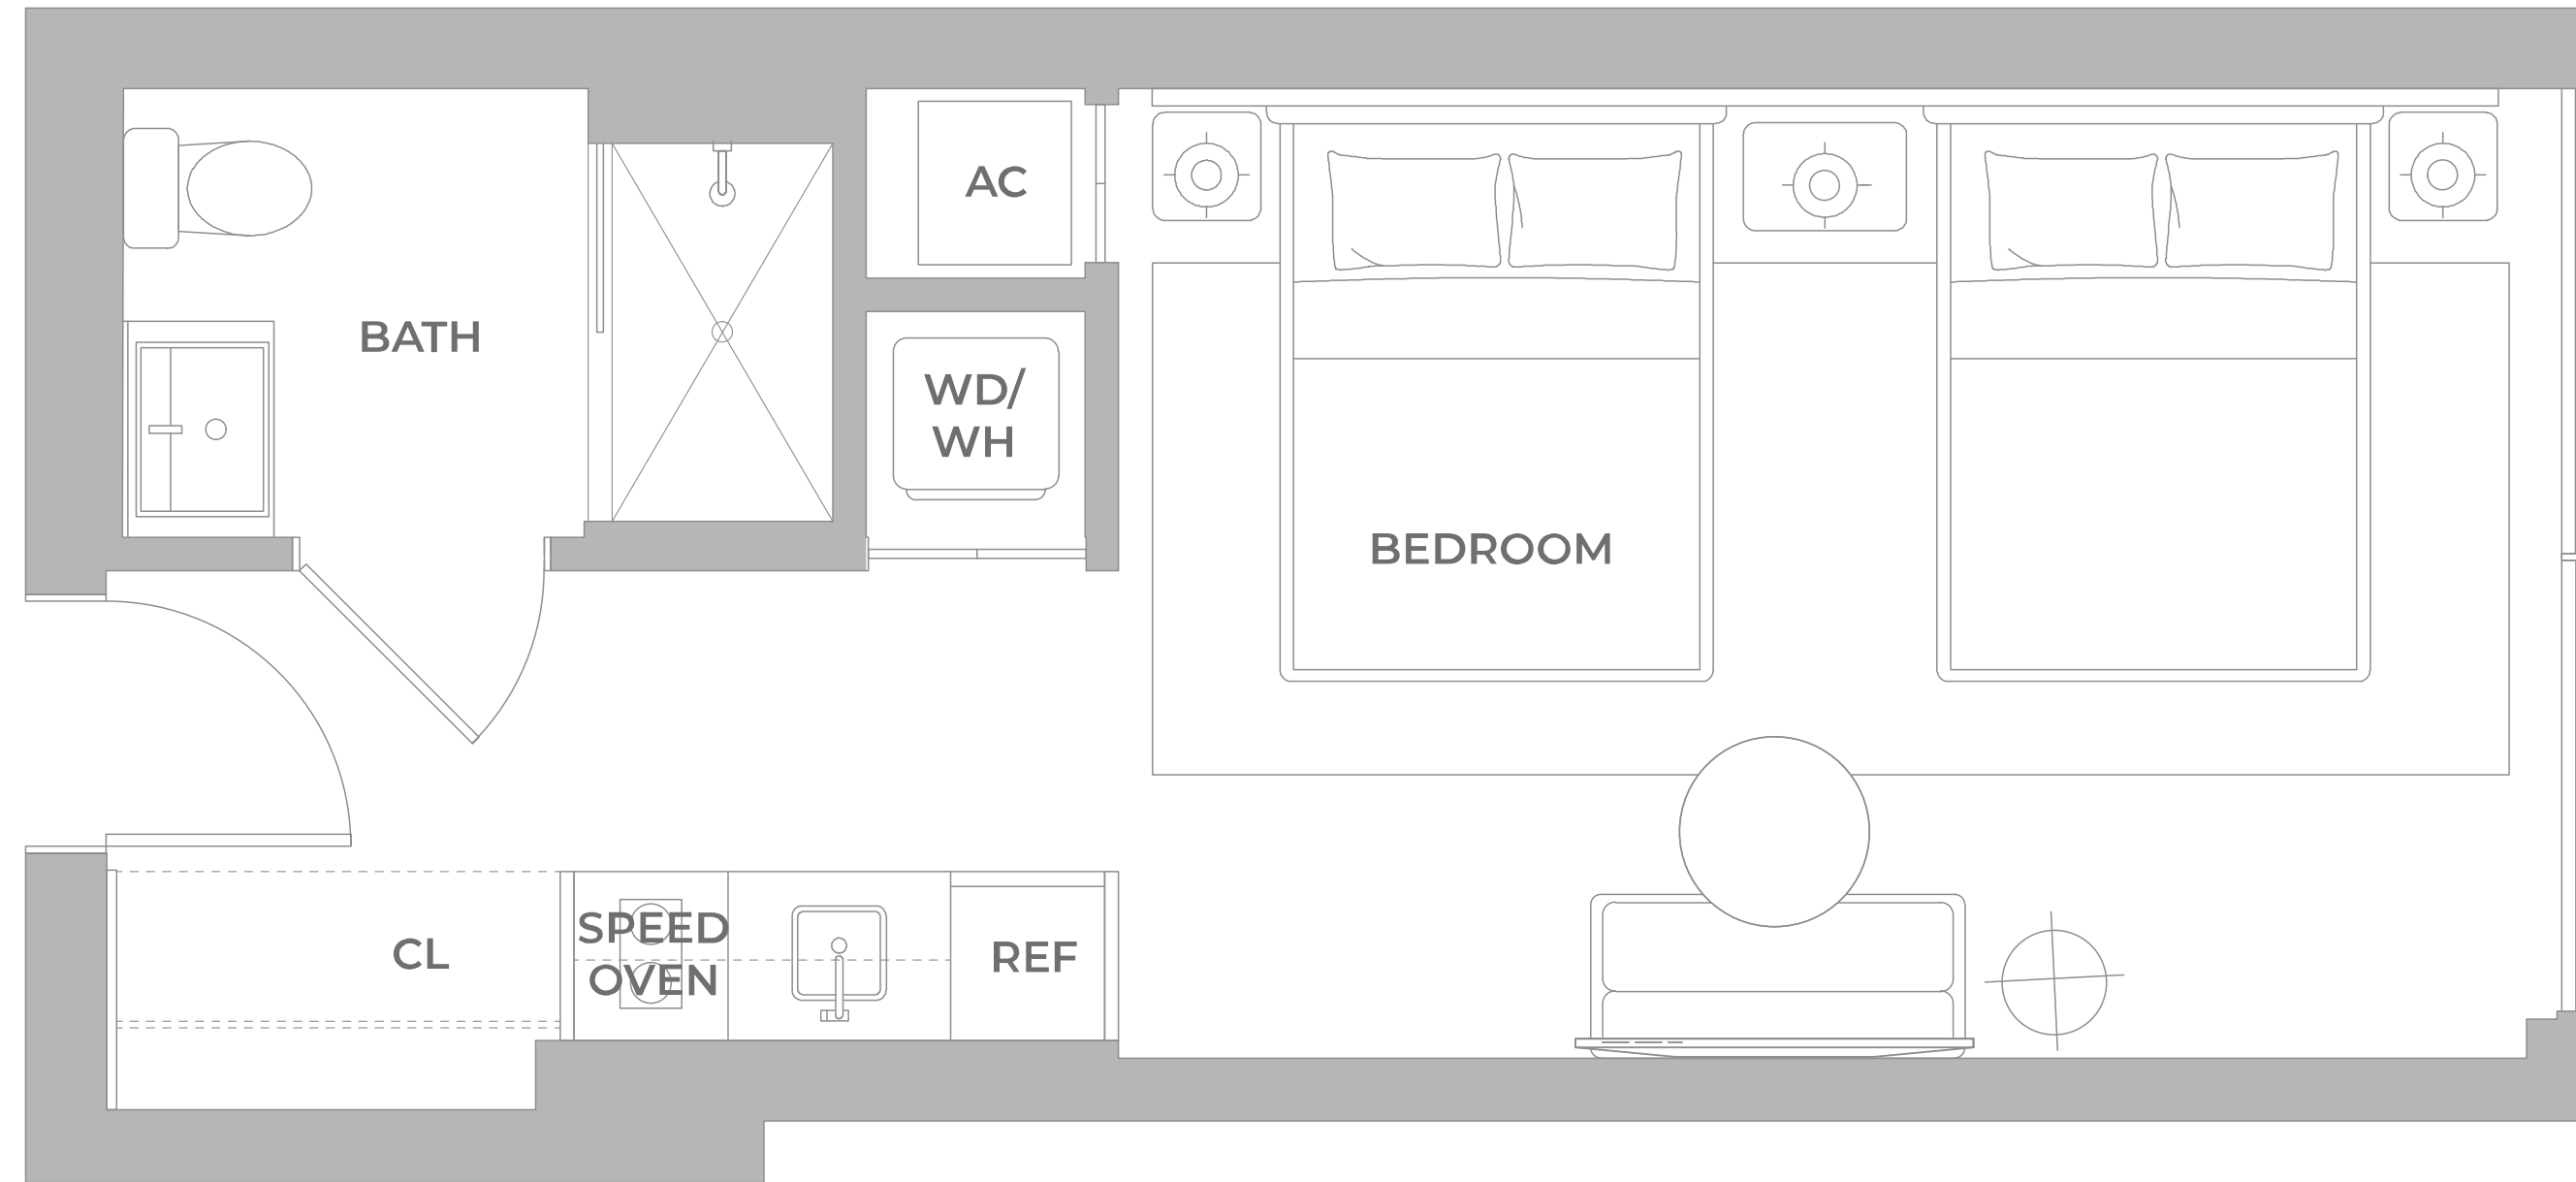 AC
BATH
WD/
WH
BEDROOM
CL
SPEED
OVEN
REF